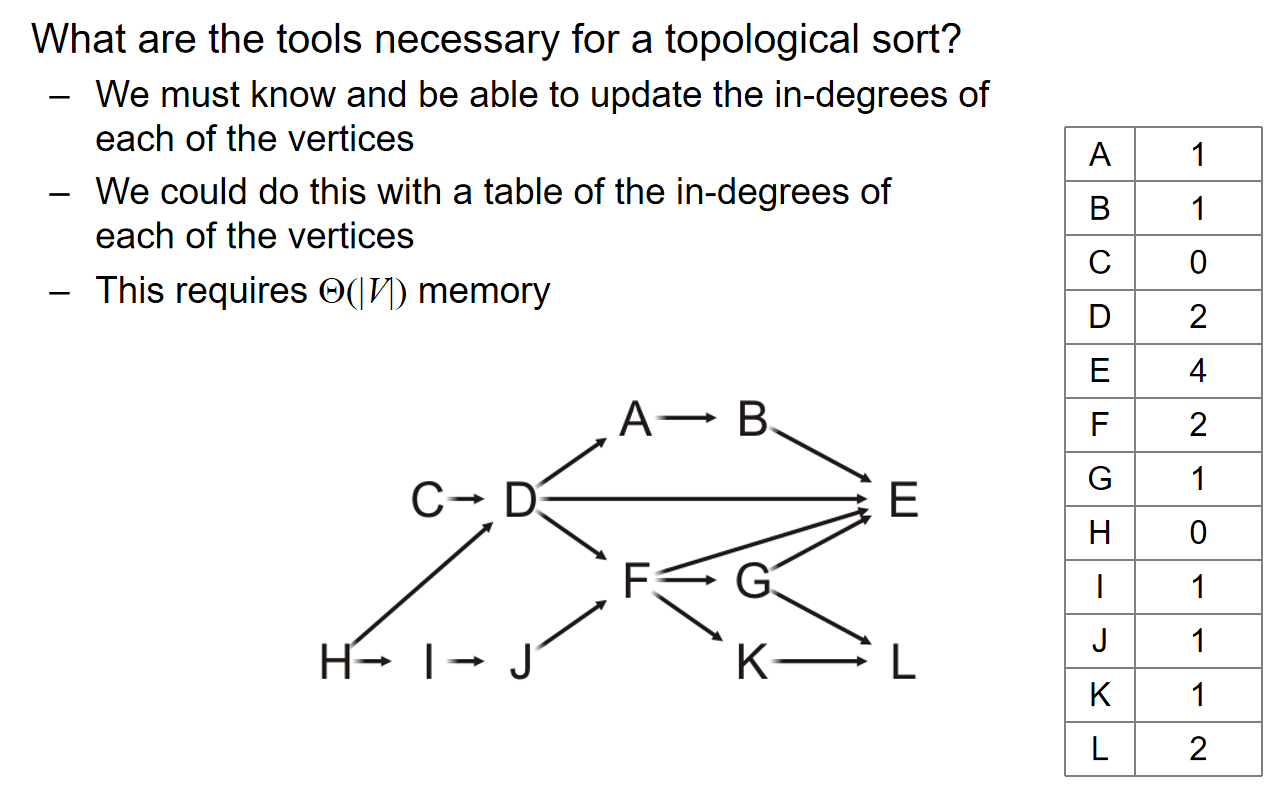 What are the tools necessary for a topological sort?
– We must know and be able to update the in-degrees of
each of the vertices
– We could do this with a table of the in-degrees of
each of the vertices
– This requires Θ(|V|) memory
A 1
B 1
C 0
D 2
E 4
F 2
G 1
H 0
I 1
J 1
K 1
L 2
A B
C D E
F G
H I J K L